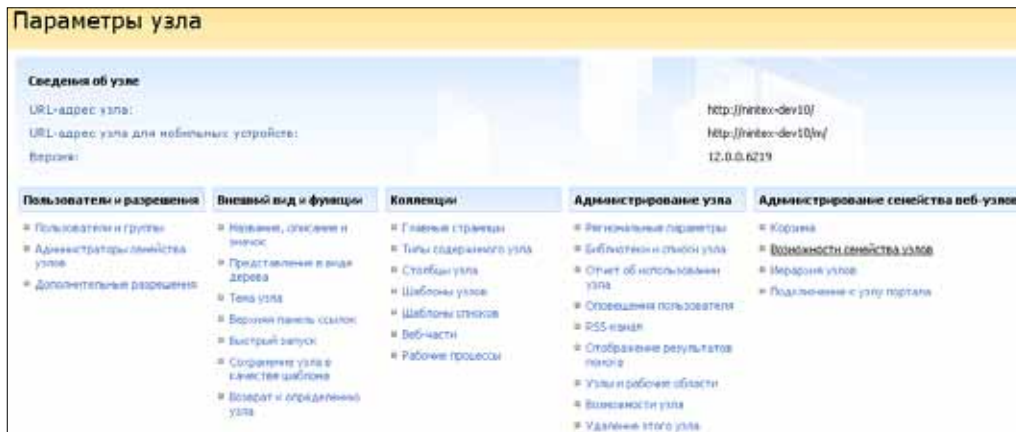 Параметры узла
Сведения об узле
URL-адрес узла:
http://nintex-dev10/
URL-адрес узла для мобильных устройств:
http://nintex-dev10/m/
Версия:
12.0.0.6219
Пользователи и разрешения
Пользователи и группы
Администраторы семейства
узлов
Дополнительные разрешения
Внешний вид и функции
Название, описание и
значок
Представление в виде
дерева
Тема узла
Верхняя панель ссылок
Быстрый запуск
Сохранение узла в
качестве шаблона
Возврат к определению
узла
Коллекции
Главные страницы
Типы содержимого узла
Столбцы узла
Шаблоны узлов
Шаблоны списков
Веб-части
Рабочие процессы
Администрирование узла
Региональные параметры
Библиотеки и списки узла
Отчет об использовании
узла
Оповещения пользователя
RSS-канал
Отображение результатов
поиска
Узлы и рабочие области
Возможности узла
Удаление этого узла
Администрирование семейства веб-узлов
Корзина
Возможности семейства узлов
Иерархия узлов
Подключение к узлу портала